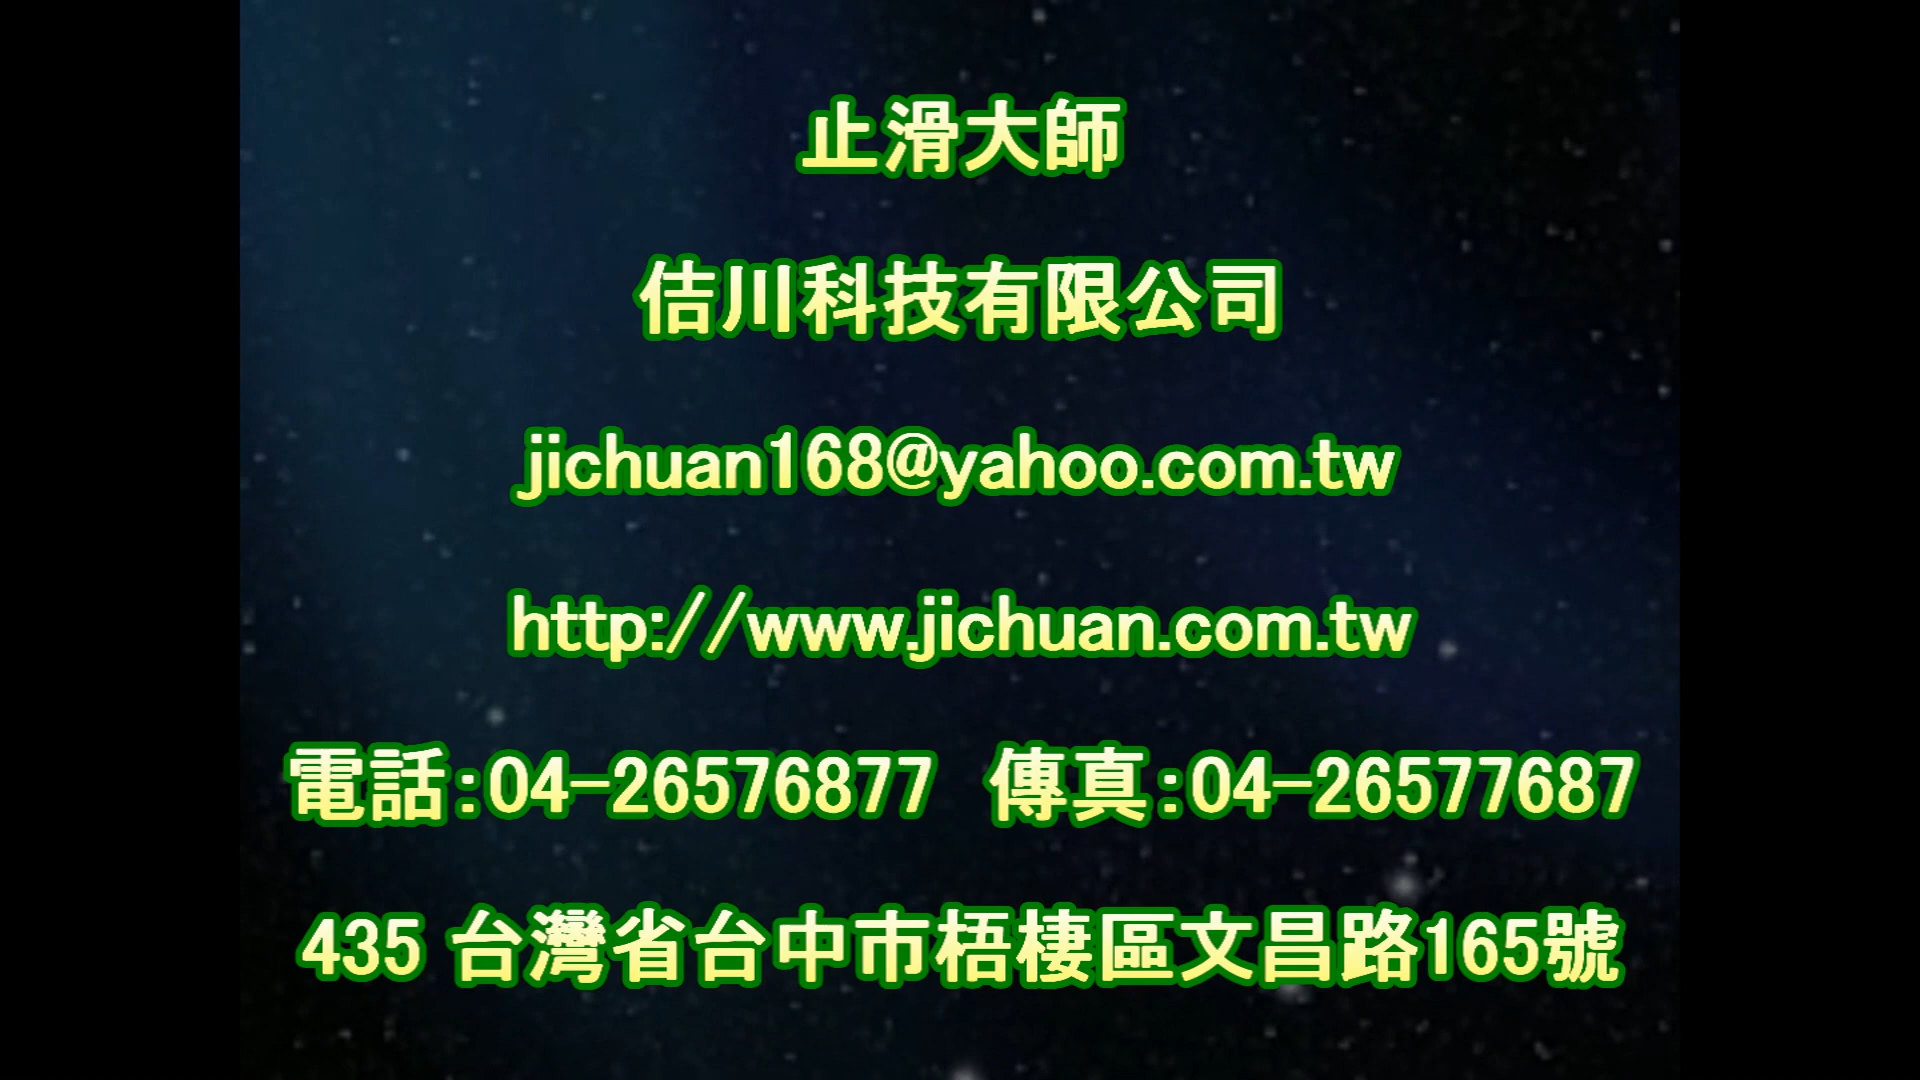 止滑大師
佶川科技有限公司
jichuan168@yahoo.com.tw
http://www.jichuan.com.tw
電話:04-26576877 傳真:04-26577687
435 台灣省台中市梧棲區文昌路165號